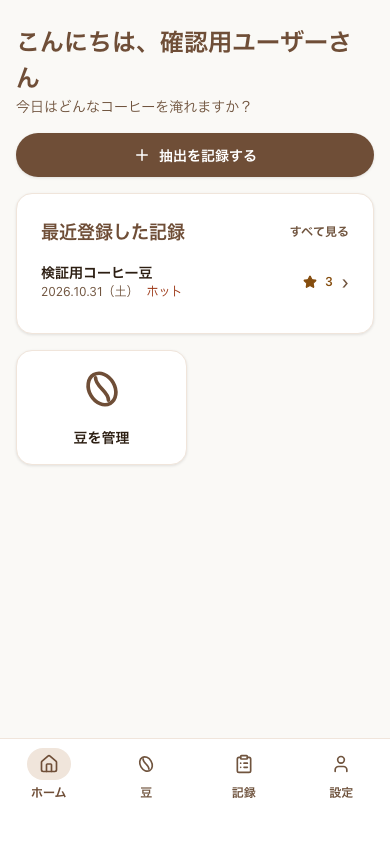 こんにちは、確認用ユーザーさ
ん
今日はどんなコーヒーを淹れますか？
抽出を記録する
最近登録した記録 すべて見る
検証用コーヒー豆
2026.10.31（土） ホット 3
豆を管理
ホーム 豆 記録 設定